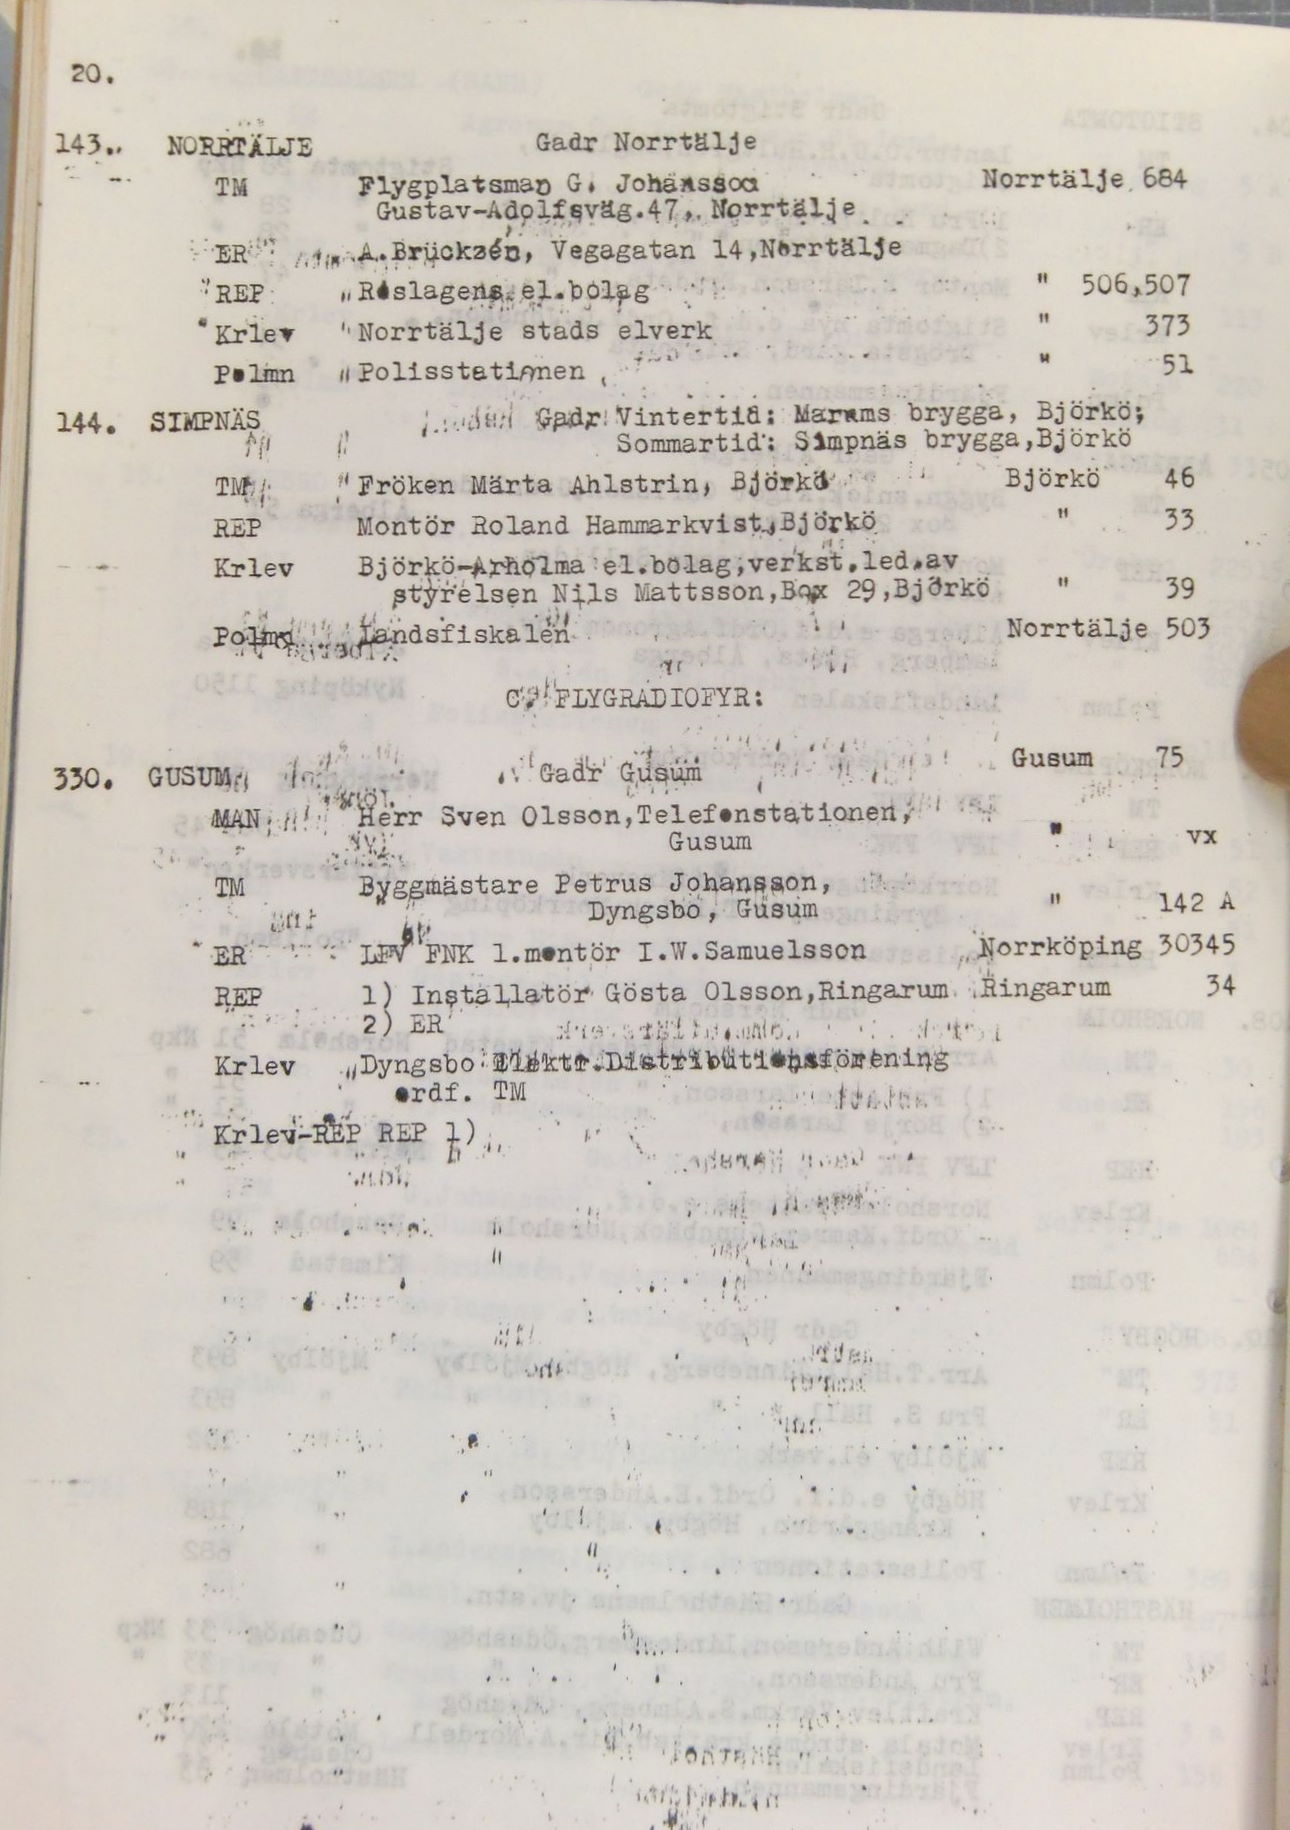 20.
143. NORRTÄLJE Gadr Norrtälje
TM Flygplatsman G. Johansson Norrtälje 684
Gustav-Adolfsväg.47, Norrtälje
ER A.Brückzén, Vegagatan 14,Norrtälje
REP Roslagens el.bolag " 506,507
Krlev Norrtälje stads elverk " 373
Polmn Polisstationen " 51
144. SIMPNÄS Gadr Vintertid: Marums brygga, Björkö;
Sommartid: Simpnäs brygga,Björkö
TM Fröken Märta Ahlstrin, Björkö Björkö 46
REP Montör Roland Hammarkvist,Björkö " 33
Krlev Björkö-Arholma el.bolag,verkst.led.av
styrelsen Nils Mattsson,Box 29,Björkö " 39
Polmn Landsfiskalen Norrtälje 503
C. FLYGRADIOFYR:
330. GUSUM Gadr Gusum Gusum 75
MAN Herr Sven Olsson,Telefonstationen,
Gusum " vx
TM Byggmästare Petrus Johansson,
Dyngsbo, Gusum " 142 A
ER LFV FNK 1.montör I.W.Samuelsson Norrköping 30345
REP 1) Installatör Gösta Olsson,Ringarum Ringarum 34
2) ER
Krlev Dyngsbo Elektr.Distributionsförening
ordf. TM
Krlev-REP REP 1)